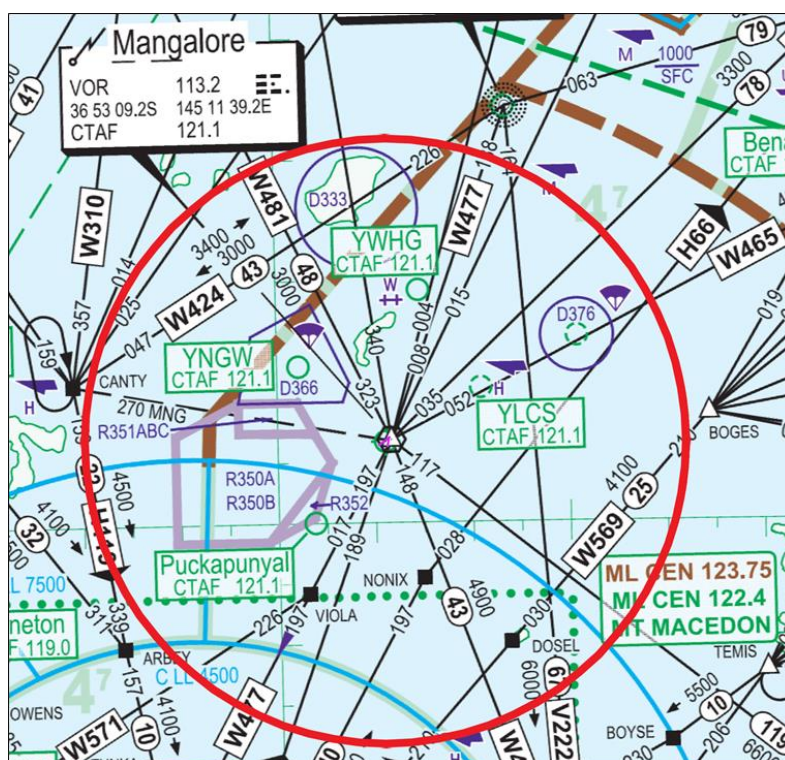 Mangalore
VOR 113.2
36 53 09.2S 145 11 39.2E
CTAF 121.1
41
W310
014
025
357
047
159
H
CANTY
270 MNG
R351ABC
W424
43
3400
3000
W481
48
3000
323
340
226
D333
YWHG
CTAF 121.1
W
YNGW
CTAF 121.1
D366
063
M
1000
SFC
79
78
3300
M
4⁷
W477
008
004
015
035
052
H66
W465
CTAF
D376
H
YLCS
CTAF 121.1
019
BOGES
4100
25
W569
117
148
197
189
017
R350A
R350B
R352
Puckapunyal
CTAF 121.1
NONIX
028
197
VIOLA
226
197
43
4900
030
DOSEL
6000
V222
ML CEN 123.75
ML CEN 122.4
MT MACEDON
TEMIS
5500
10
BOYSE
206
119
6600
4500
4100
32
LL 7500
311
339
ARBEY
157
4100
10
C LL 4500
4⁷
119.0
OWENS
W571